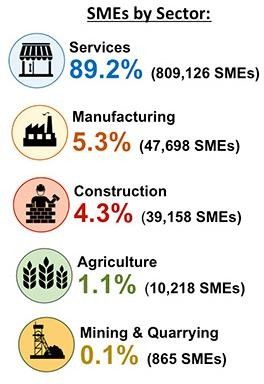 SMEs by Sector:
Services
89.2% (809,126 SMEs)
Manufacturing
5.3% (47,698 SMEs)
Construction
4.3% (39,158 SMEs)
Agriculture
1.1% (10,218 SMEs)
Mining & Quarrying
0.1% (865 SMEs)